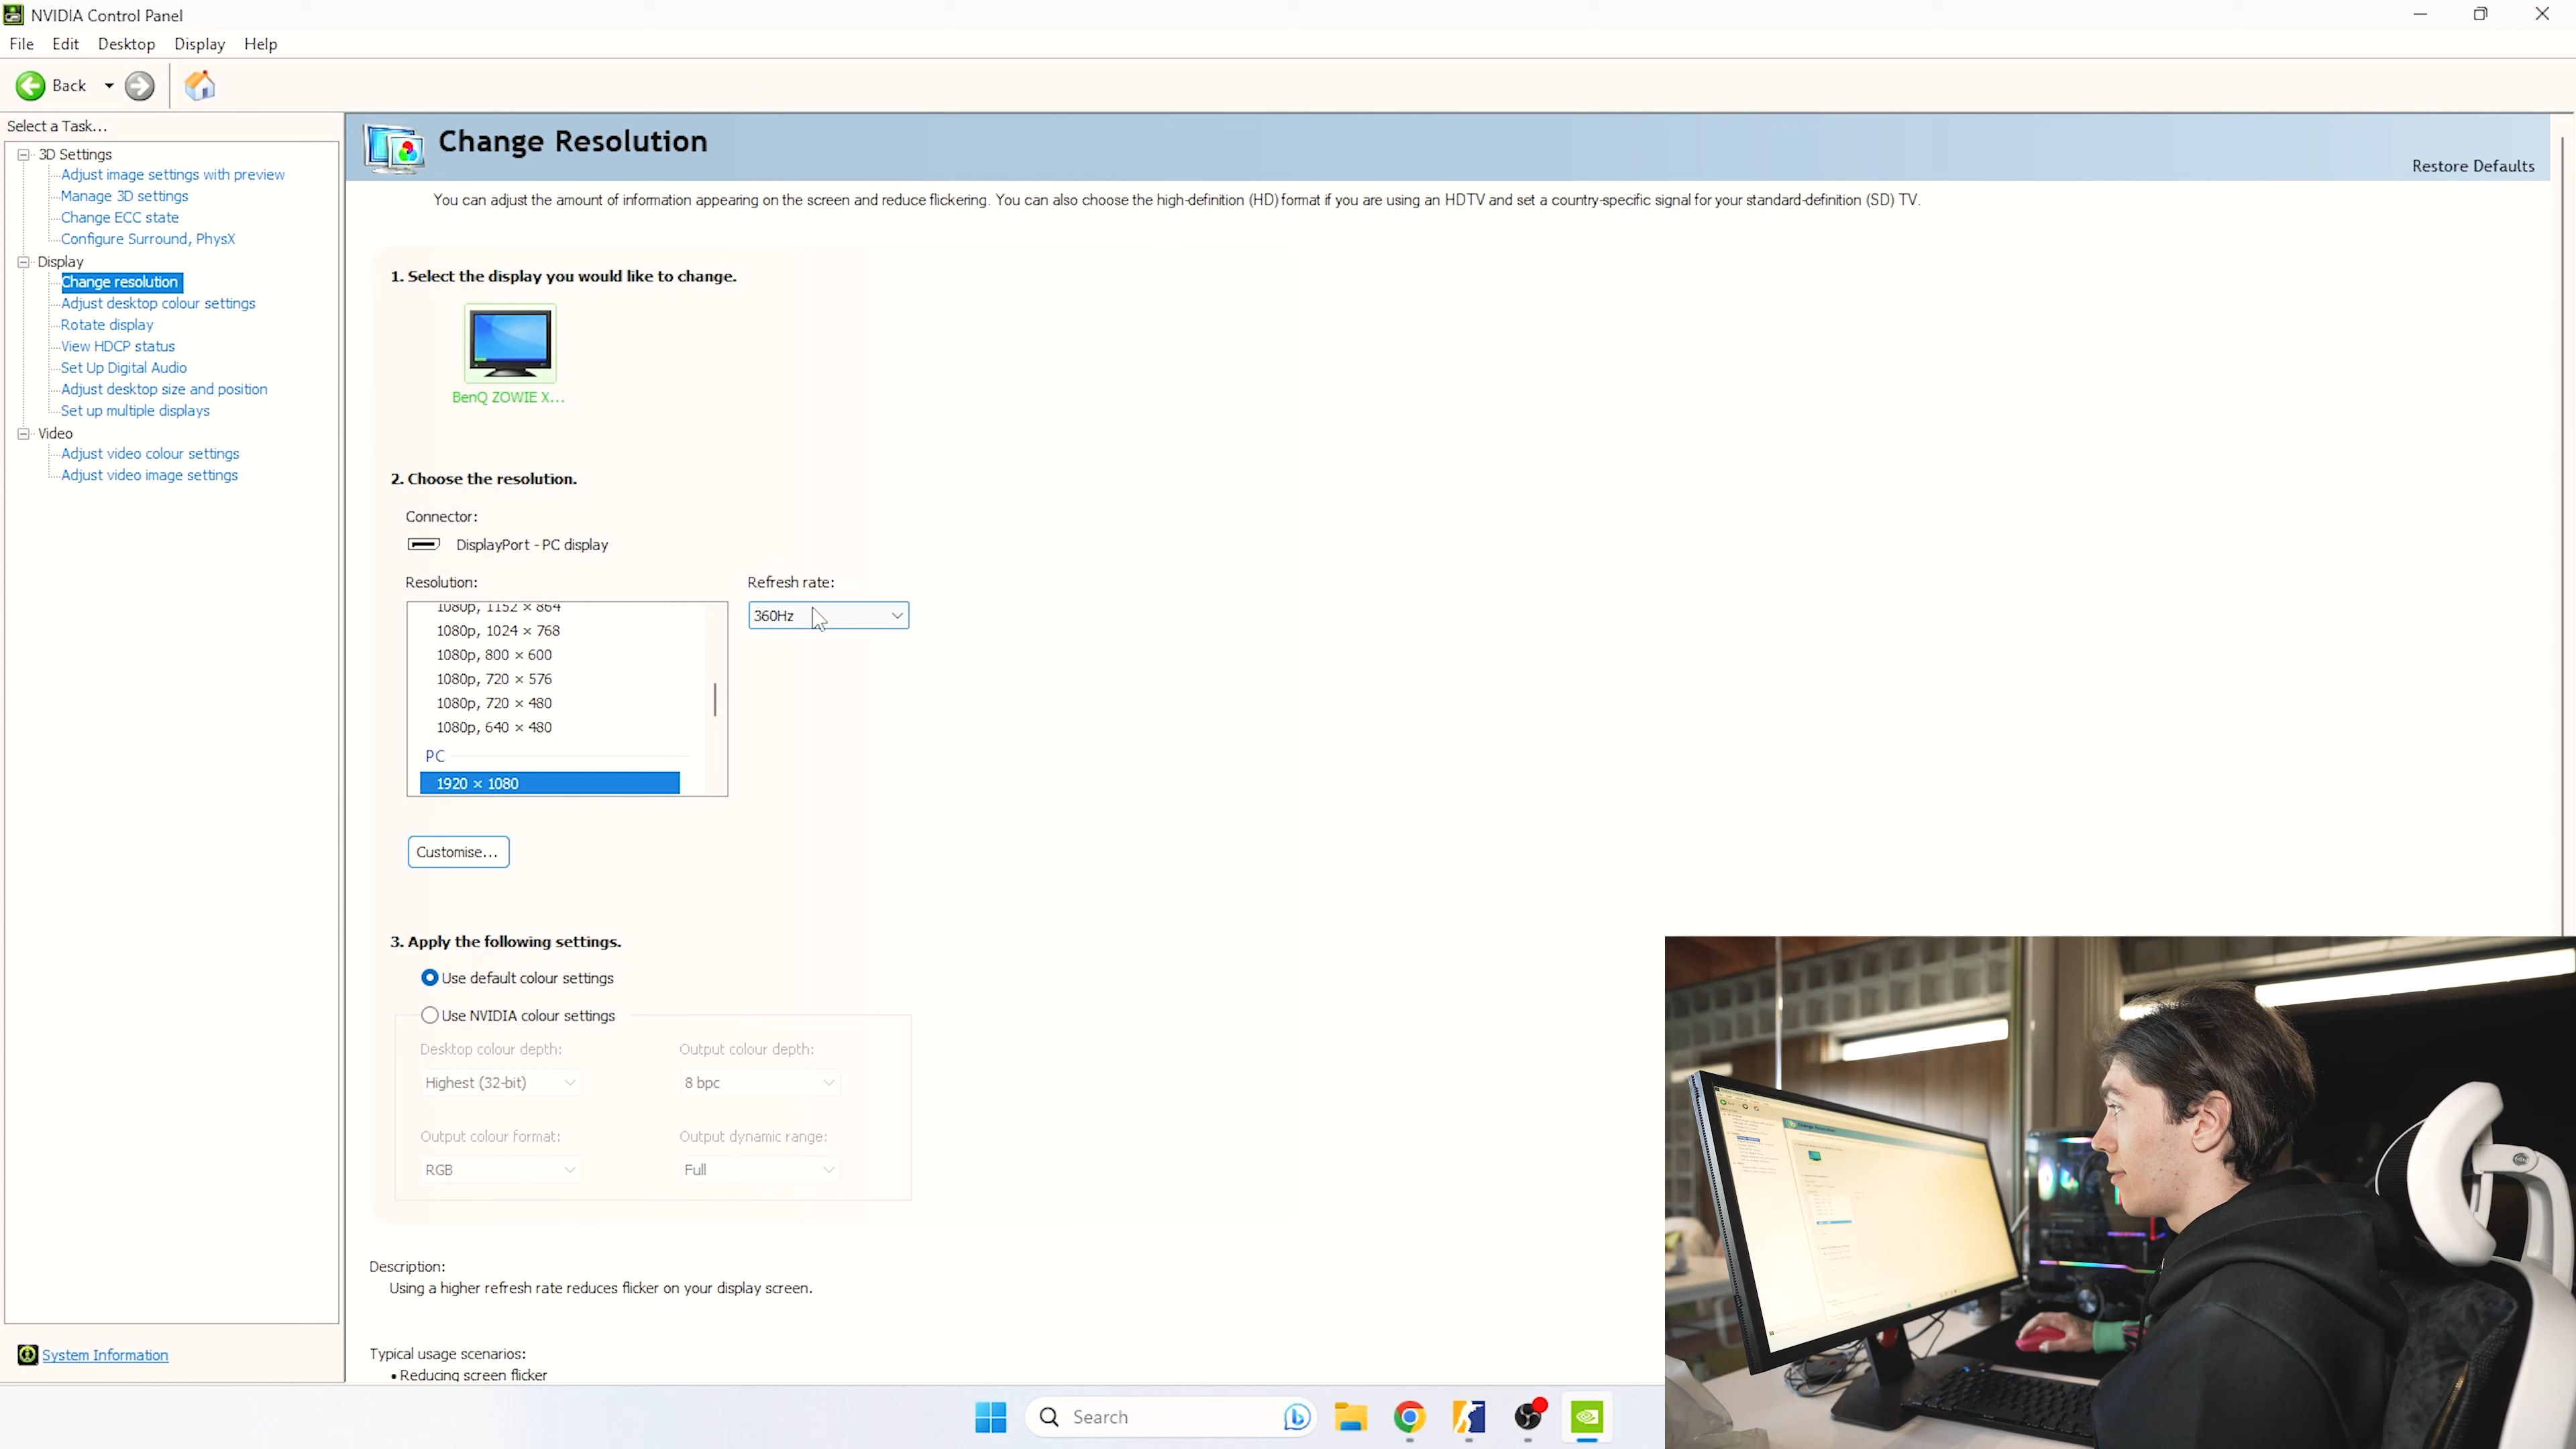 NVIDIA Control Panel
File Edit Desktop Display Help
Back
Select a Task...
3D Settings
Adjust image settings with preview
Manage 3D settings
Change ECC state
Configure Surround, PhysX
Display
Change resolution
Adjust desktop colour settings
Rotate display
View HDCP status
Set Up Digital Audio
Adjust desktop size and position
Set up multiple displays
Video
Adjust video colour settings
Adjust video image settings
System Information
Change Resolution
Restore Defaults
You can adjust the amount of information appearing on the screen and reduce flickering. You can also choose the high-definition (HD) format if you are using an HDTV and set a country-specific signal for your standard-definition (SD) TV.
1. Select the display you would like to change.
BenQ ZOWIE X...
2. Choose the resolution.
Connector:
DisplayPort - PC display
Resolution:
Refresh rate:
1080p, 1152 × 864
360Hz
1080p, 1024 × 768
1080p, 800 × 600
1080p, 720 × 576
1080p, 720 × 480
1080p, 640 × 480
PC
1920 × 1080
Customise...
3. Apply the following settings.
Use default colour settings
Use NVIDIA colour settings
Desktop colour depth: Output colour depth:
Highest (32-bit) 8 bpc
Output colour format: Output dynamic range:
RGB Full
Description:
Using a higher refresh rate reduces flicker on your display screen.
Typical usage scenarios:
• Reducing screen flicker
Search
Change Resolution